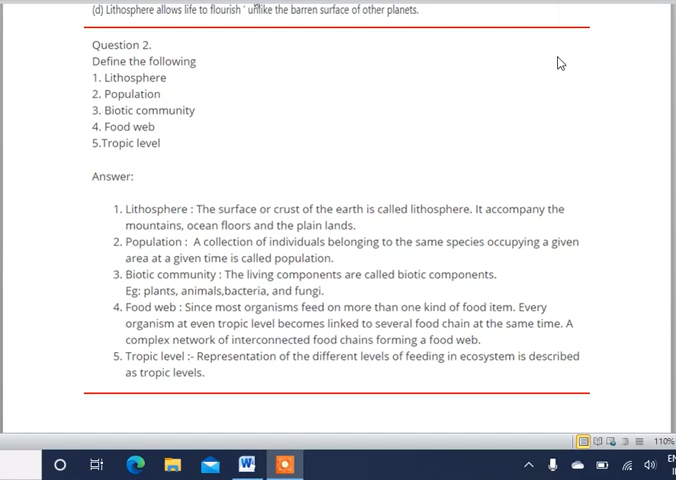 (d) Lithosphere allows life to flourish ' unlike the barren surface of other planets.
Question 2.
Define the following
1. Lithosphere
2. Population
3. Biotic community
4. Food web
5.Tropic level
Answer:
1. Lithosphere : The surface or crust of the earth is called lithosphere. It accompany the
mountains, ocean floors and the plain lands.
2. Population : A collection of individuals belonging to the same species occupying a given
area at a given time is called population.
3. Biotic community : The living components are called biotic components.
Eg: plants, animals,bacteria, and fungi.
4. Food web : Since most organisms feed on more than one kind of food item. Every
organism at even tropic level becomes linked to several food chain at the same time. A
complex network of interconnected food chains forming a food web.
5. Tropic level :- Representation of the different levels of feeding in ecosystem is described
as tropic levels.
110%